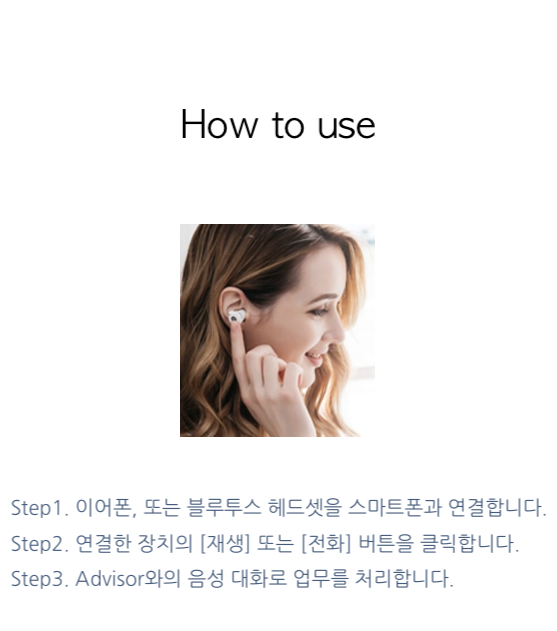 How to use
Step1. 이어폰, 또는 블루투스 헤드셋을 스마트폰과 연결합니다.
Step2. 연결한 장치의 [재생] 또는 [전화] 버튼을 클릭합니다.
Step3. Advisor와의 음성 대화로 업무를 처리합니다.